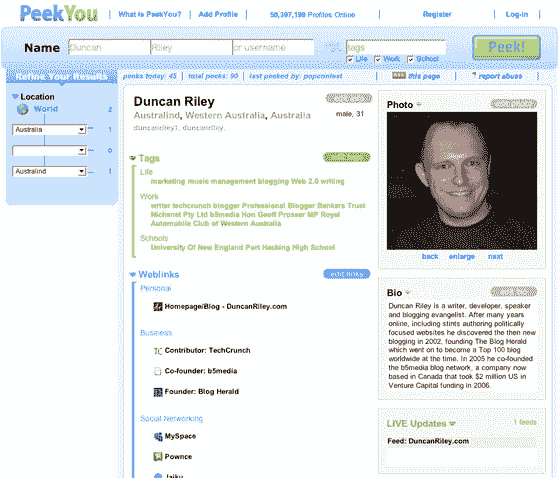 PeekYou
What is PeekYou?
Add Profile
50,397,199 Profiles Online
Register
Log-in
Name
Duncan
Riley
or username
tags
Peek!
Life
Work
School
Refine Your Results
peeks today: 45
total peeks: 90
last peeked by: popcontest
this page
report abuse
Location
World 2
Australia 1
0
Australind 1
Duncan Riley
Australind, Western Australia, Australia
duncanriley1, duncanriley,
male, 31
Tags
Life
marketing music management blogging Web 2.0 writing
Work
writer techcrunch blogger Professional Blogger Bankers Trust
Nichenet Pty Ltd b5media Hon Geoff Prosser MP Royal
Automobile Club of Western Australia
Schools
University Of New England Port Hacking High School
Weblinks
edit links
Personal
Homepage/Blog - DuncanRiley.com
Business
Contributor: TechCrunch
Co-founder: b5media
Founder: Blog Herald
Social Networking
MySpace
Pownce
Jaiku
Photo
back
enlarge
next
Bio
Duncan Riley is a writer, developer, speaker
and blogging evangelist. After many years
online, including stints authoring politically
focused websites he discovered the then new
blogging in 2002, founding The Blog Herald
which went on to become a Top 100 blog
worldwide at the time. In 2005 he co-founded
the b5media blog network, a company now
based in Canada that took $2 million US in
Venture Capital funding in 2006.
LIVE Updates
1 feeds
Feed: DuncanRiley.com